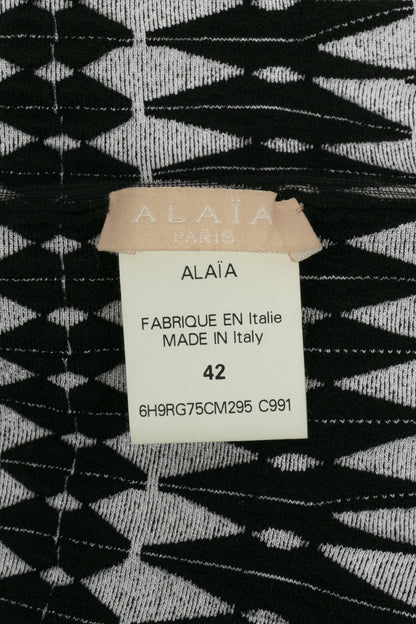 ALAÏA
PARIS
ALAÏA
FABRIQUE EN Italie
MADE IN Italy
42
6H9RG75CM295 C991